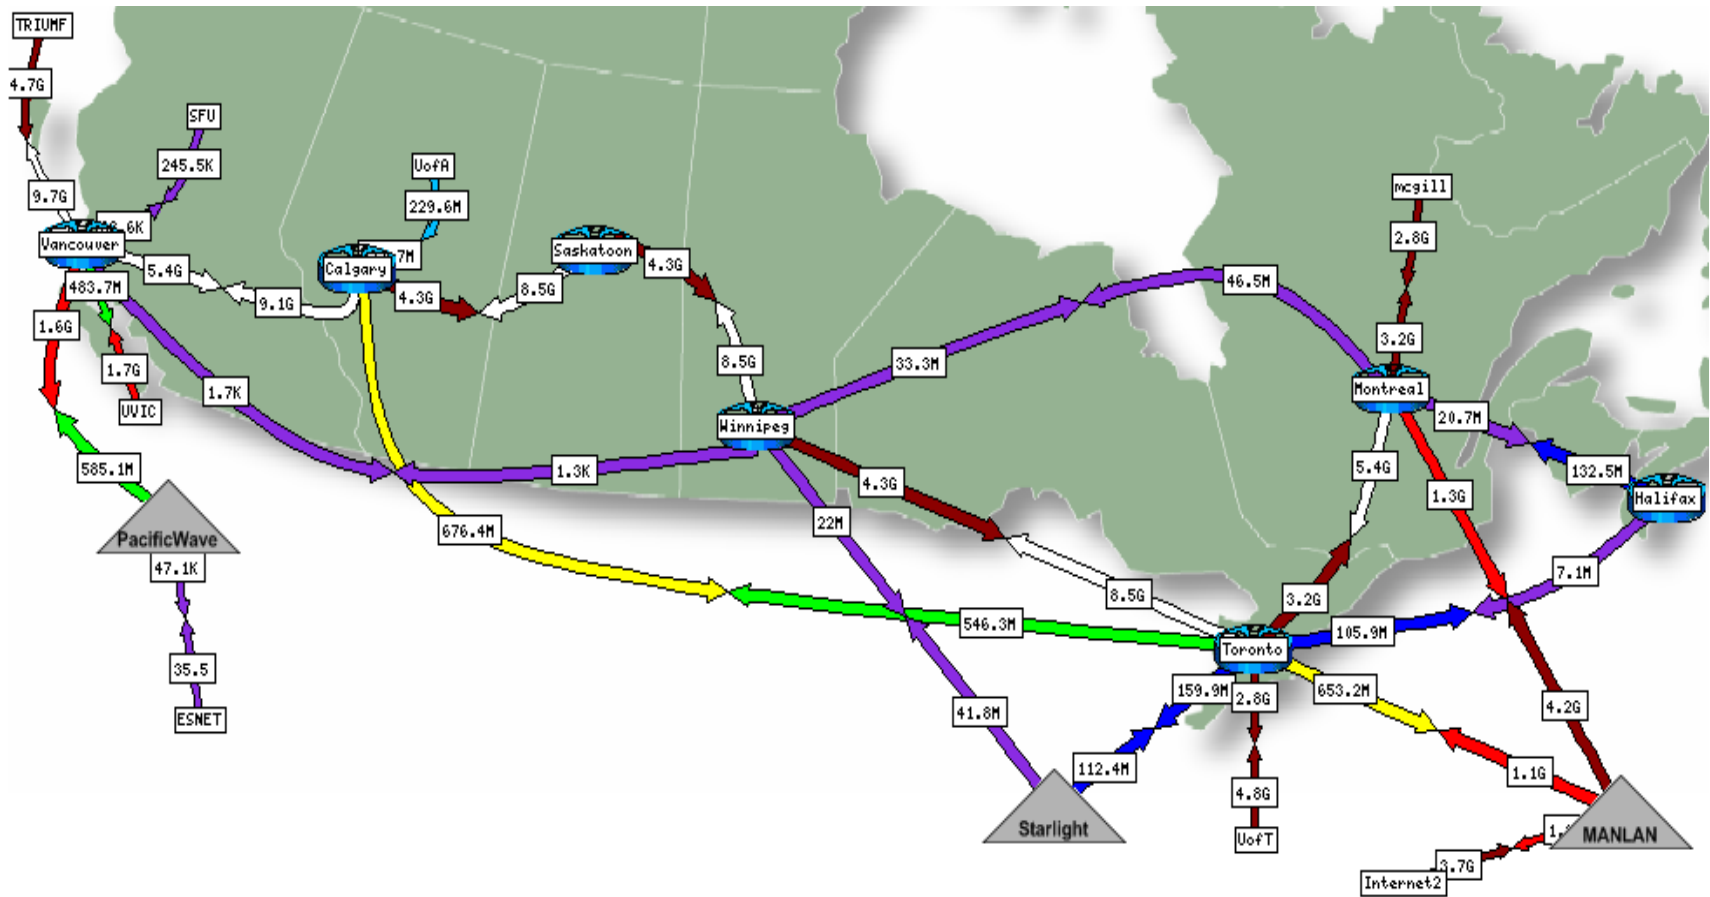 TRIUMF
4.7G
SFU
245.5K
9.7G
6K
Vancouver
UofA
229.6M
7M
Calgary
Saskatoon
mcgill
2.8G
5.4G
9.1G
4.3G
8.5G
4.3G
46.5M
483.7M
1.6G
1.7G
UVIC
1.7K
8.5G
33.3M
3.2G
Montreal
20.7M
Winnipeg
585.1M
1.3K
4.3G
5.4G
1.3G
132.5M
Halifax
PacificWave
47.1K
676.4M
22M
8.5G
3.2G
7.1M
35.5
ESNET
546.3M
Toronto
105.9M
159.9M
2.8G
653.2M
41.8M
4.2G
112.4M
4.8G
1.1G
Starlight
UofT
1.
MANLAN
3.7G
Internet2